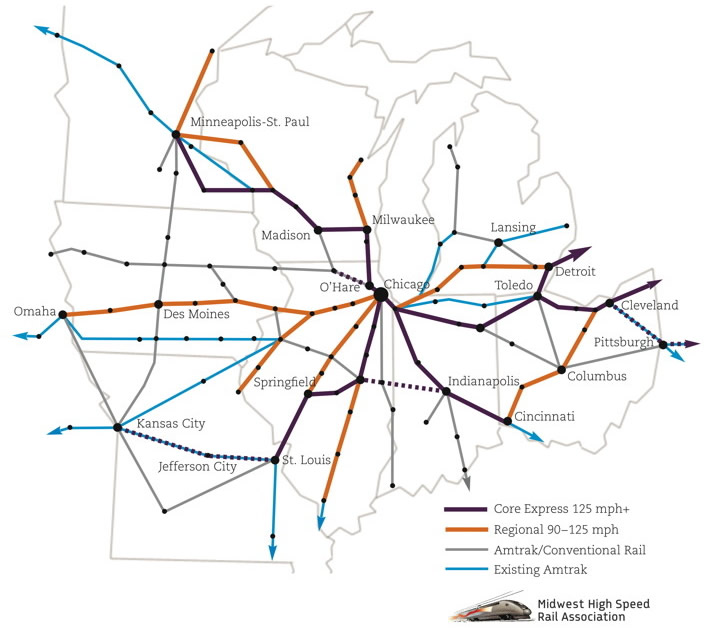 Minneapolis-St. Paul
Milwaukee
Madison
Lansing
O'Hare
Chicago
Detroit
Toledo
Omaha
Des Moines
Cleveland
Pittsburgh
Springfield
Indianapolis
Columbus
Kansas City
Cincinnati
Jefferson City
St. Louis
Core Express 125 mph+
Regional 90–125 mph
Amtrak/Conventional Rail
Existing Amtrak
Midwest High Speed
Rail Association